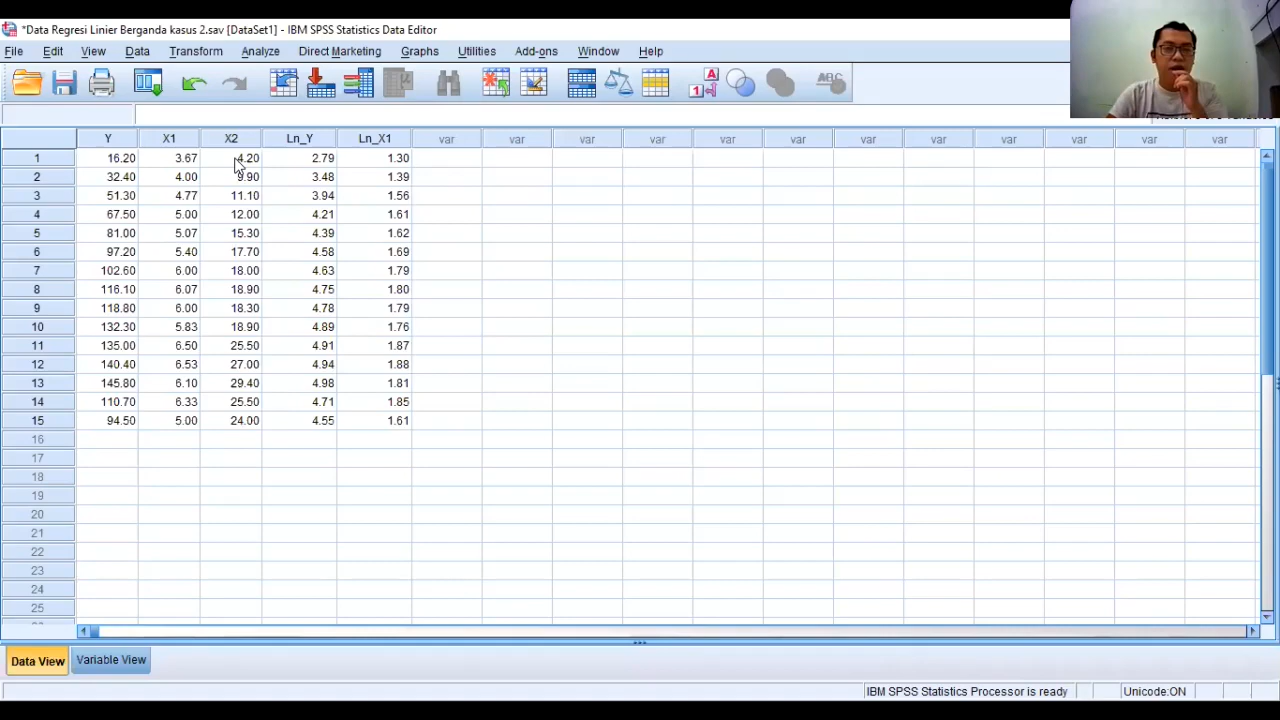 *Data Regresi Linier Berganda kasus 2.sav [DataSet1] - IBM SPSS Statistics Data Editor
File Edit View Data Transform Analyze Direct Marketing Graphs Utilities Add-ons Window Help
Y X1 X2 Ln_Y Ln_X1 var var var var var var var var var var var var
1 16.20 3.67 4.20 2.79 1.30
2 32.40 4.00 9.90 3.48 1.39
3 51.30 4.77 11.10 3.94 1.56
4 67.50 5.00 12.00 4.21 1.61
5 81.00 5.07 15.30 4.39 1.62
6 97.20 5.40 17.70 4.58 1.69
7 102.60 6.00 18.00 4.63 1.79
8 116.10 6.07 18.90 4.75 1.80
9 118.80 6.00 18.30 4.78 1.79
10 132.30 5.83 18.90 4.89 1.76
11 135.00 6.50 25.50 4.91 1.87
12 140.40 6.53 27.00 4.94 1.88
13 145.80 6.10 29.40 4.98 1.81
14 110.70 6.33 25.50 4.71 1.85
15 94.50 5.00 24.00 4.55 1.61
16
17
18
19
20
21
22
23
24
25
Data View Variable View
IBM SPSS Statistics Processor is ready Unicode:ON